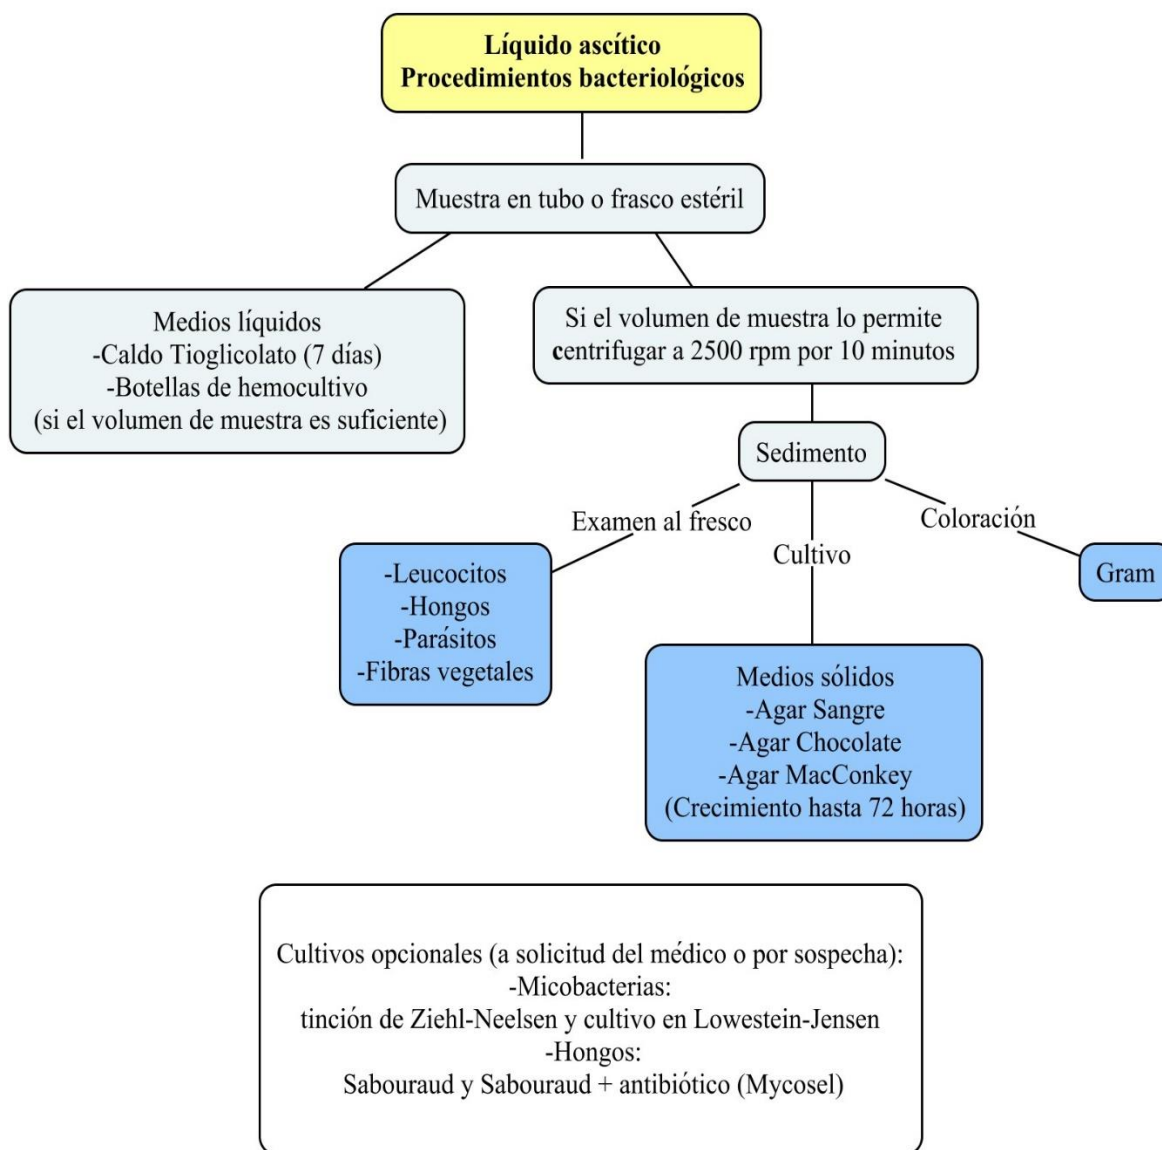 Líquido ascítico
Procedimientos bacteriológicos
Muestra en tubo o frasco estéril
Medios líquidos
-Caldo Tioglicolato (7 días)
-Botellas de hemocultivo
(si el volumen de muestra es suficiente)
Si el volumen de muestra lo permite
centrifugar a 2500 rpm por 10 minutos
Sedimento
Examen al fresco
Cultivo
Coloración
-Leucocitos
-Hongos
-Parásitos
-Fibras vegetales
Gram
Medios sólidos
-Agar Sangre
-Agar Chocolate
-Agar MacConkey
(Crecimiento hasta 72 horas)
Cultivos opcionales (a solicitud del médico o por sospecha):
-Micobacterias:
tinción de Ziehl-Neelsen y cultivo en Lowestein-Jensen
-Hongos:
Sabouraud y Sabouraud + antibiótico (Mycosel)